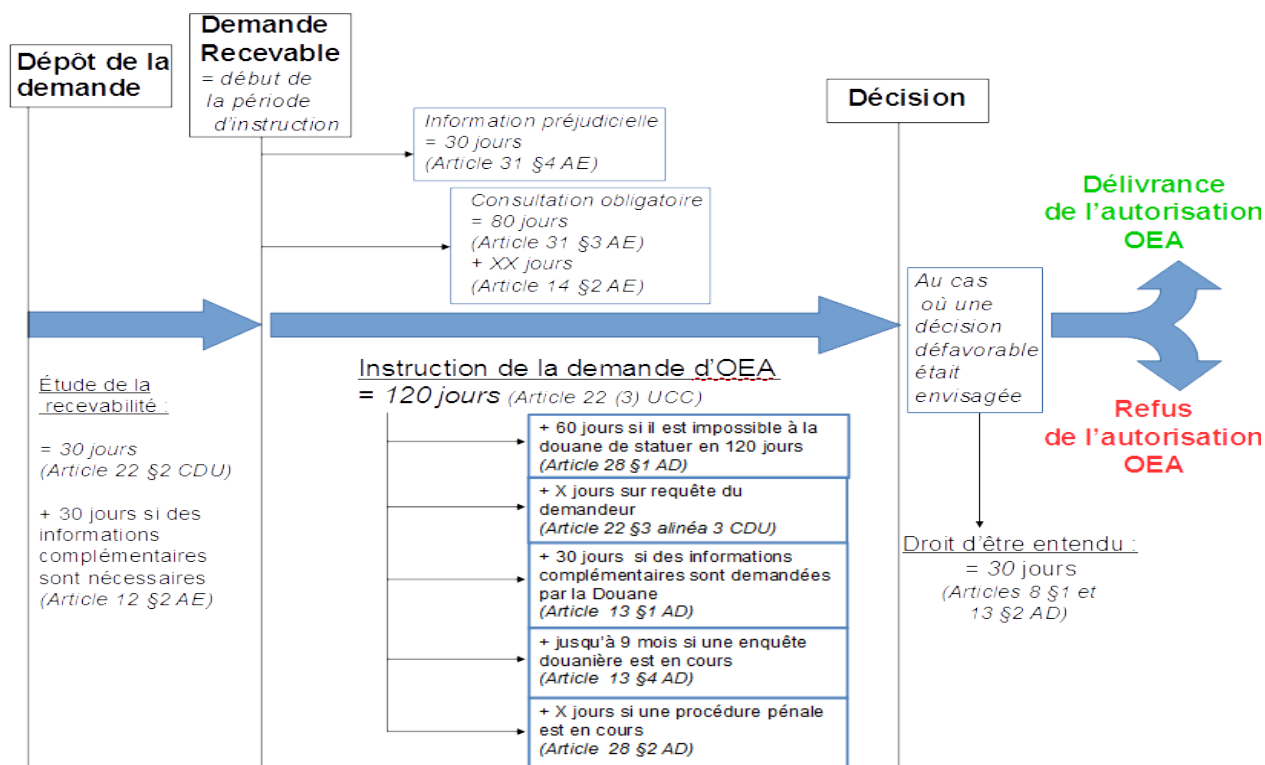 Dépôt de la
demande
Demande
Recevable
= début de
la période
d'instruction
Information préjudicielle
= 30 jours
(Article 31 §4 AE)
Consultation obligatoire
= 80 jours
(Article 31 §3 AE)
+ XX jours
(Article 14 §2 AE)
Décision
Délivrance
de l'autorisation
OEA
Au cas
où une
décision
défavorable
était
envisagée
Refus
de l'autorisation
OEA
Étude de la
recevabilité :
= 30 jours
(Article 22 §2 CDU)
+ 30 jours si des
informations
complémentaires
sont nécessaires
(Article 12 §2 AE)
Instruction de la demande d'OEA
= 120 jours (Article 22 (3) UCC)
+ 60 jours si il est impossible à la
douane de statuer en 120 jours
(Article 28 §1 AD)
+ X jours sur requête du
demandeur
(Article 22 §3 alinéa 3 CDU)
+ 30 jours si des informations
complémentaires sont demandées
par la Douane
(Article 13 §1 AD)
+ jusqu'à 9 mois si une enquête
douanière est en cours
(Article 13 §4 AD)
+ X jours si une procédure pénale
est en cours
(Article 28 §2 AD)
Droit d'être entendu :
= 30 jours
(Articles 8 §1 et
13 §2 AD)